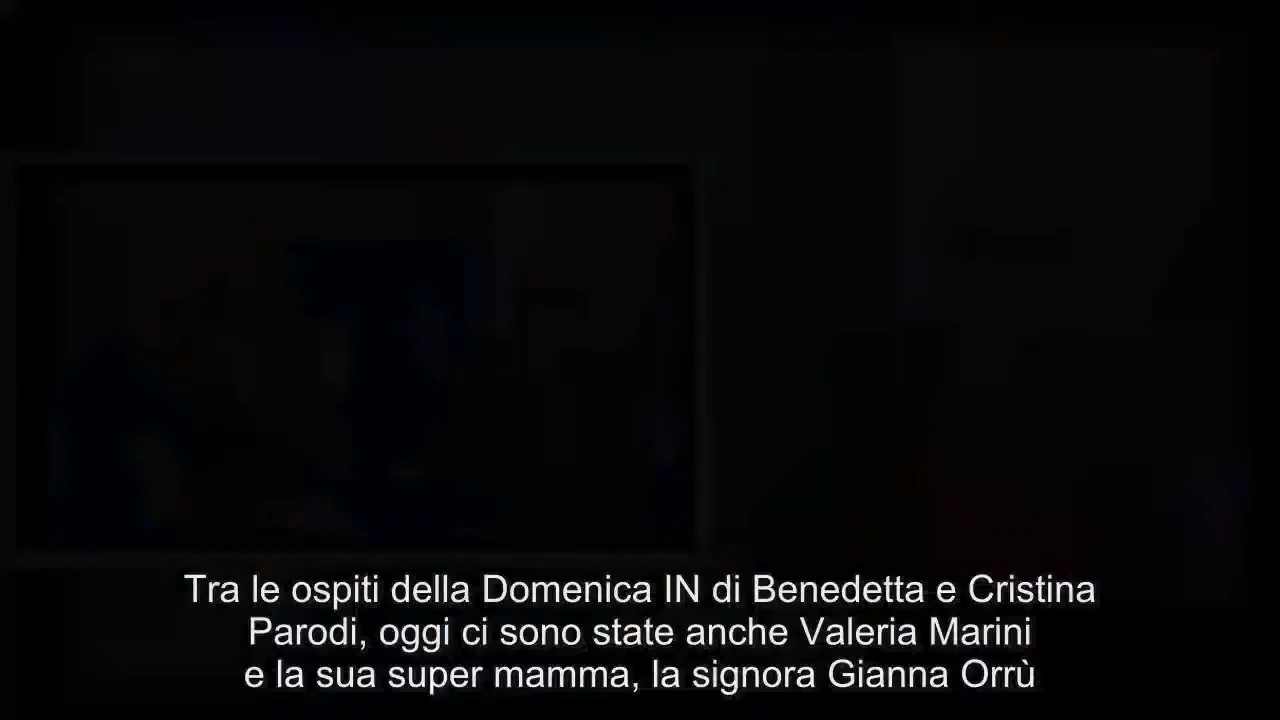 Tra le ospiti della Domenica IN di Benedetta e Cristina
Parodi, oggi ci sono state anche Valeria Marini
e la sua super mamma, la signora Gianna Orrù